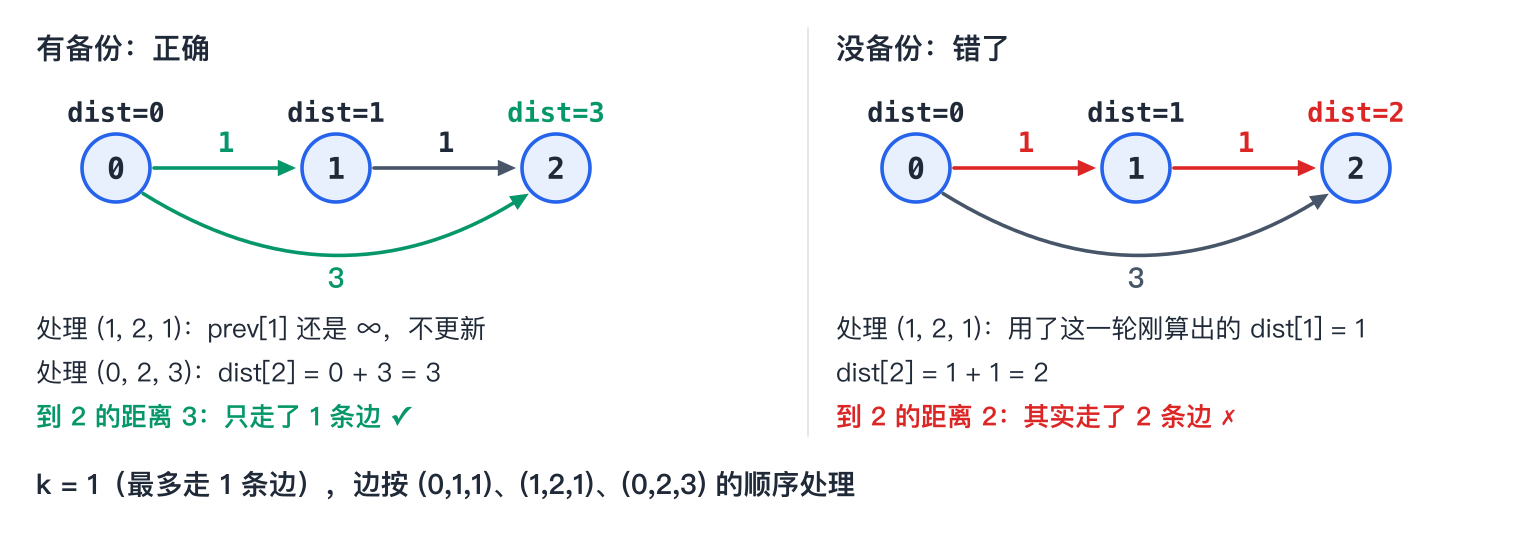 有备份：正确
dist=0 dist=1 dist=3
1 1
0 1 2
3
处理 (1, 2, 1)：prev[1] 还是 ∞，不更新
处理 (0, 2, 3)：dist[2] = 0 + 3 = 3
到 2 的距离 3：只走了 1 条边 ✓
没备份：错了
dist=0 dist=1 dist=2
1 1
0 1 2
3
处理 (1, 2, 1)：用了这一轮刚算出的 dist[1] = 1
dist[2] = 1 + 1 = 2
到 2 的距离 2：其实走了 2 条边 ✗
k = 1（最多走 1 条边），边按 (0,1,1)、(1,2,1)、(0,2,3) 的顺序处理